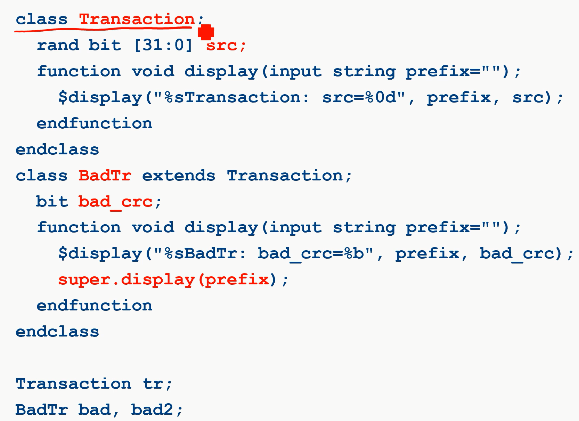 class Transaction;
rand bit [31:0] src;
function void display(input string prefix="");
$display("%sTransaction: src=%0d", prefix, src);
endfunction
endclass
class BadTr extends Transaction;
bit bad_crc;
function void display(input string prefix="");
$display("%sBadTr: bad_crc=%b", prefix, bad_crc);
super.display(prefix);
endfunction
endclass
Transaction tr;
BadTr bad, bad2;